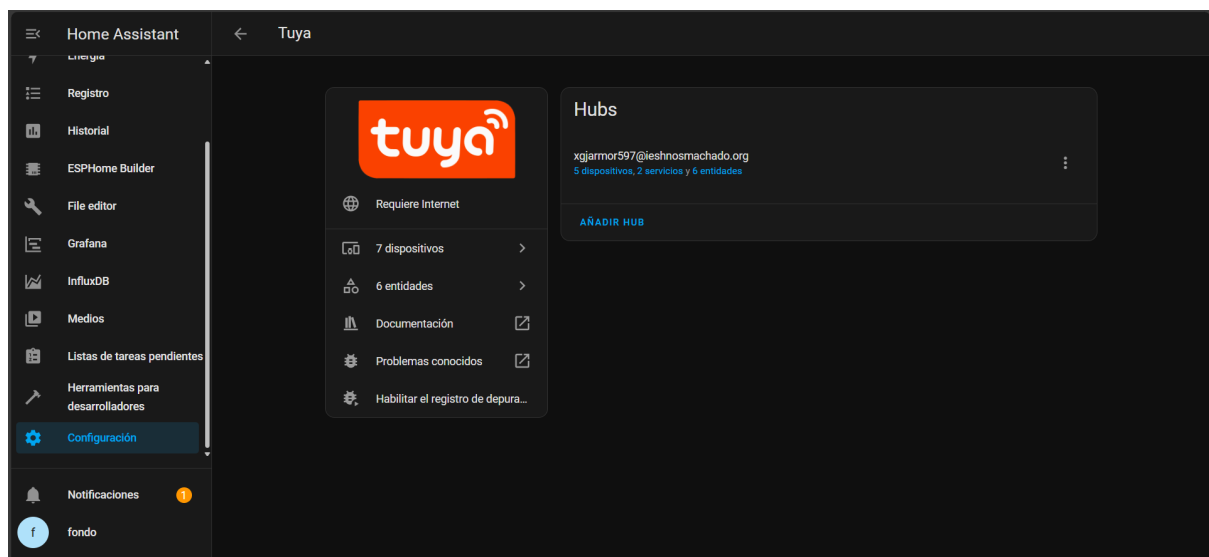 Home Assistant
Tuya
Energía
Registro
Historial
ESPHome Builder
File editor
Grafana
InfluxDB
Medios
Listas de tareas pendientes
Herramientas para
desarrolladores
Configuración
Notificaciones 1
f fondo
tuya
Requiere Internet
7 dispositivos
6 entidades
Documentación
Problemas conocidos
Habilitar el registro de depura...
Hubs
xgjarmor597@ieshnosmachado.org
5 dispositivos, 2 servicios y 6 entidades
AÑADIR HUB